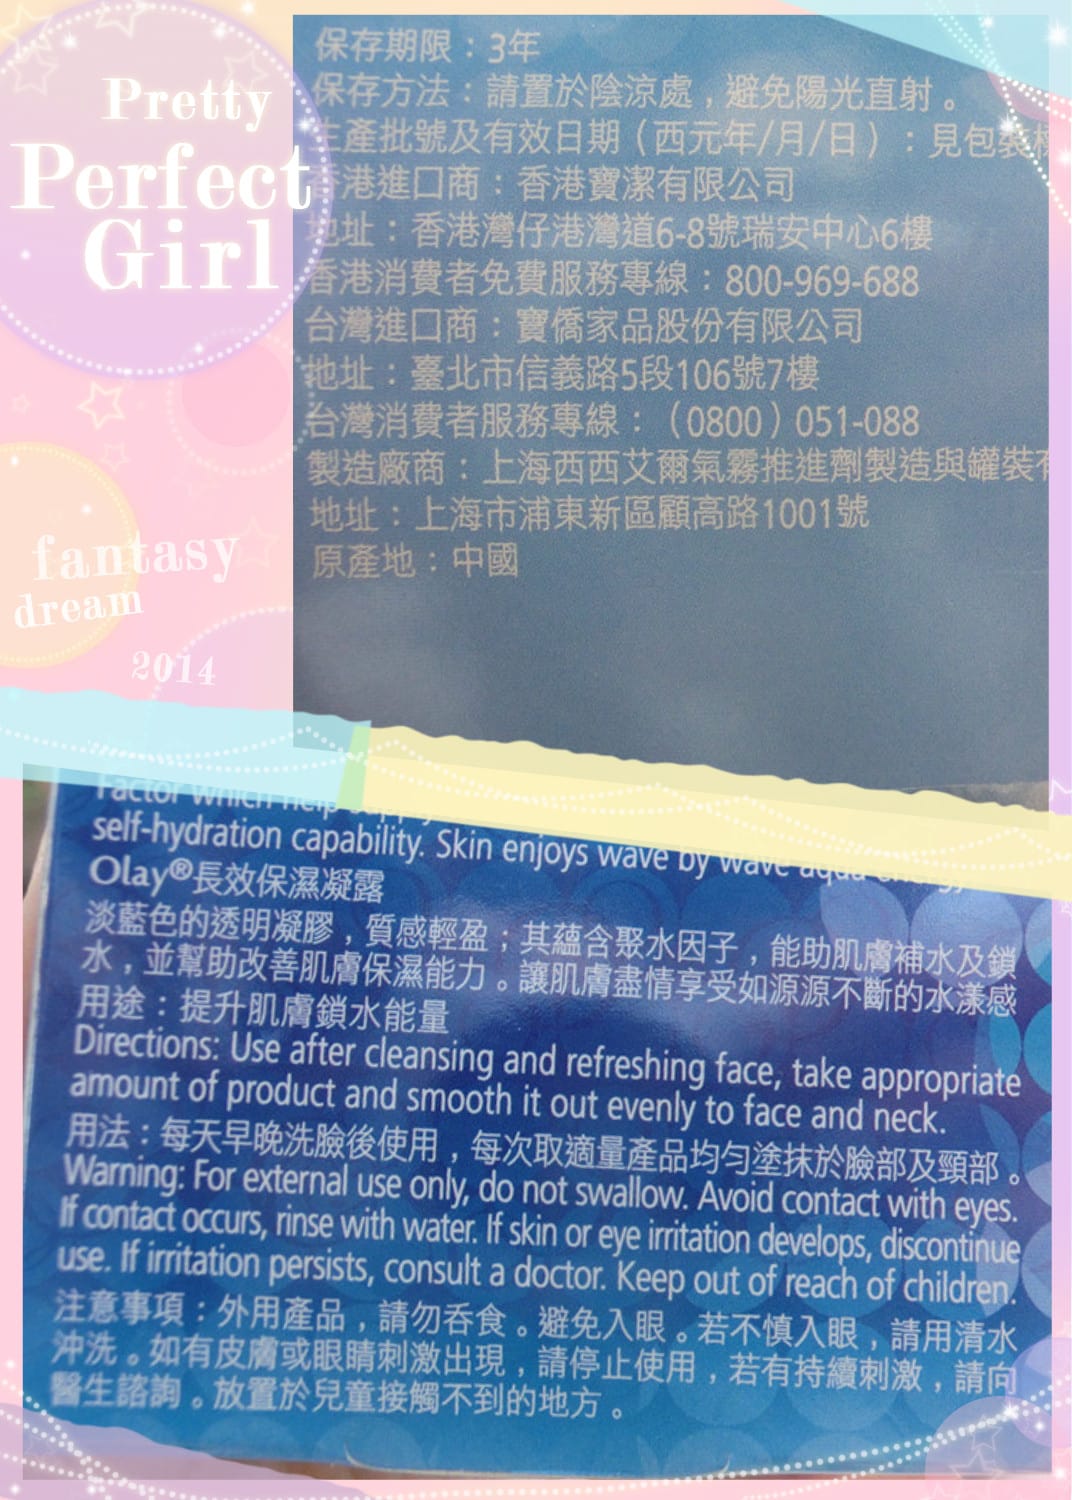 Pretty
Perfect
Girl
fantasy
dream
2014
保存期限：3年
保存方法：請置於陰涼處，避免陽光直射。
生產批號及有效日期（西元年/月/日）：見包裝
香港進口商：香港寶潔有限公司
地址：香港灣仔港灣道6-8號瑞安中心6樓
香港消費者免費服務專線：800-969-688
台灣進口商：寶僑家品股份有限公司
地址：臺北市信義路5段106號7樓
台灣消費者服務專線：（0800）051-088
製造廠商：上海西西艾爾氣霧推進劑製造與罐裝
地址：上海市浦東新區顧高路1001號
原產地：中國
Factor which help
self-hydration capability. Skin enjoys wave by wave aqua energy
Olay®長效保濕凝露
淡藍色的透明凝膠，質感輕盈；其蘊含聚水因子，能助肌膚補水及鎖
水，並幫助改善肌膚保濕能力。讓肌膚盡情享受如源源不斷的水漾感
用途：提升肌膚鎖水能量
Directions: Use after cleansing and refreshing face, take appropriate
amount of product and smooth it out evenly to face and neck.
用法：每天早晚洗臉後使用，每次取適量產品均勻塗抹於臉部及頸部。
Warning: For external use only, do not swallow. Avoid contact with eyes.
If contact occurs, rinse with water. If skin or eye irritation develops, discontinue
use. If irritation persists, consult a doctor. Keep out of reach of children.
注意事項：外用產品，請勿吞食。避免入眼。若不慎入眼，請用清水
沖洗。如有皮膚或眼睛刺激出現，請停止使用，若有持續刺激，請向
醫生諮詢。放置於兒童接觸不到的地方。